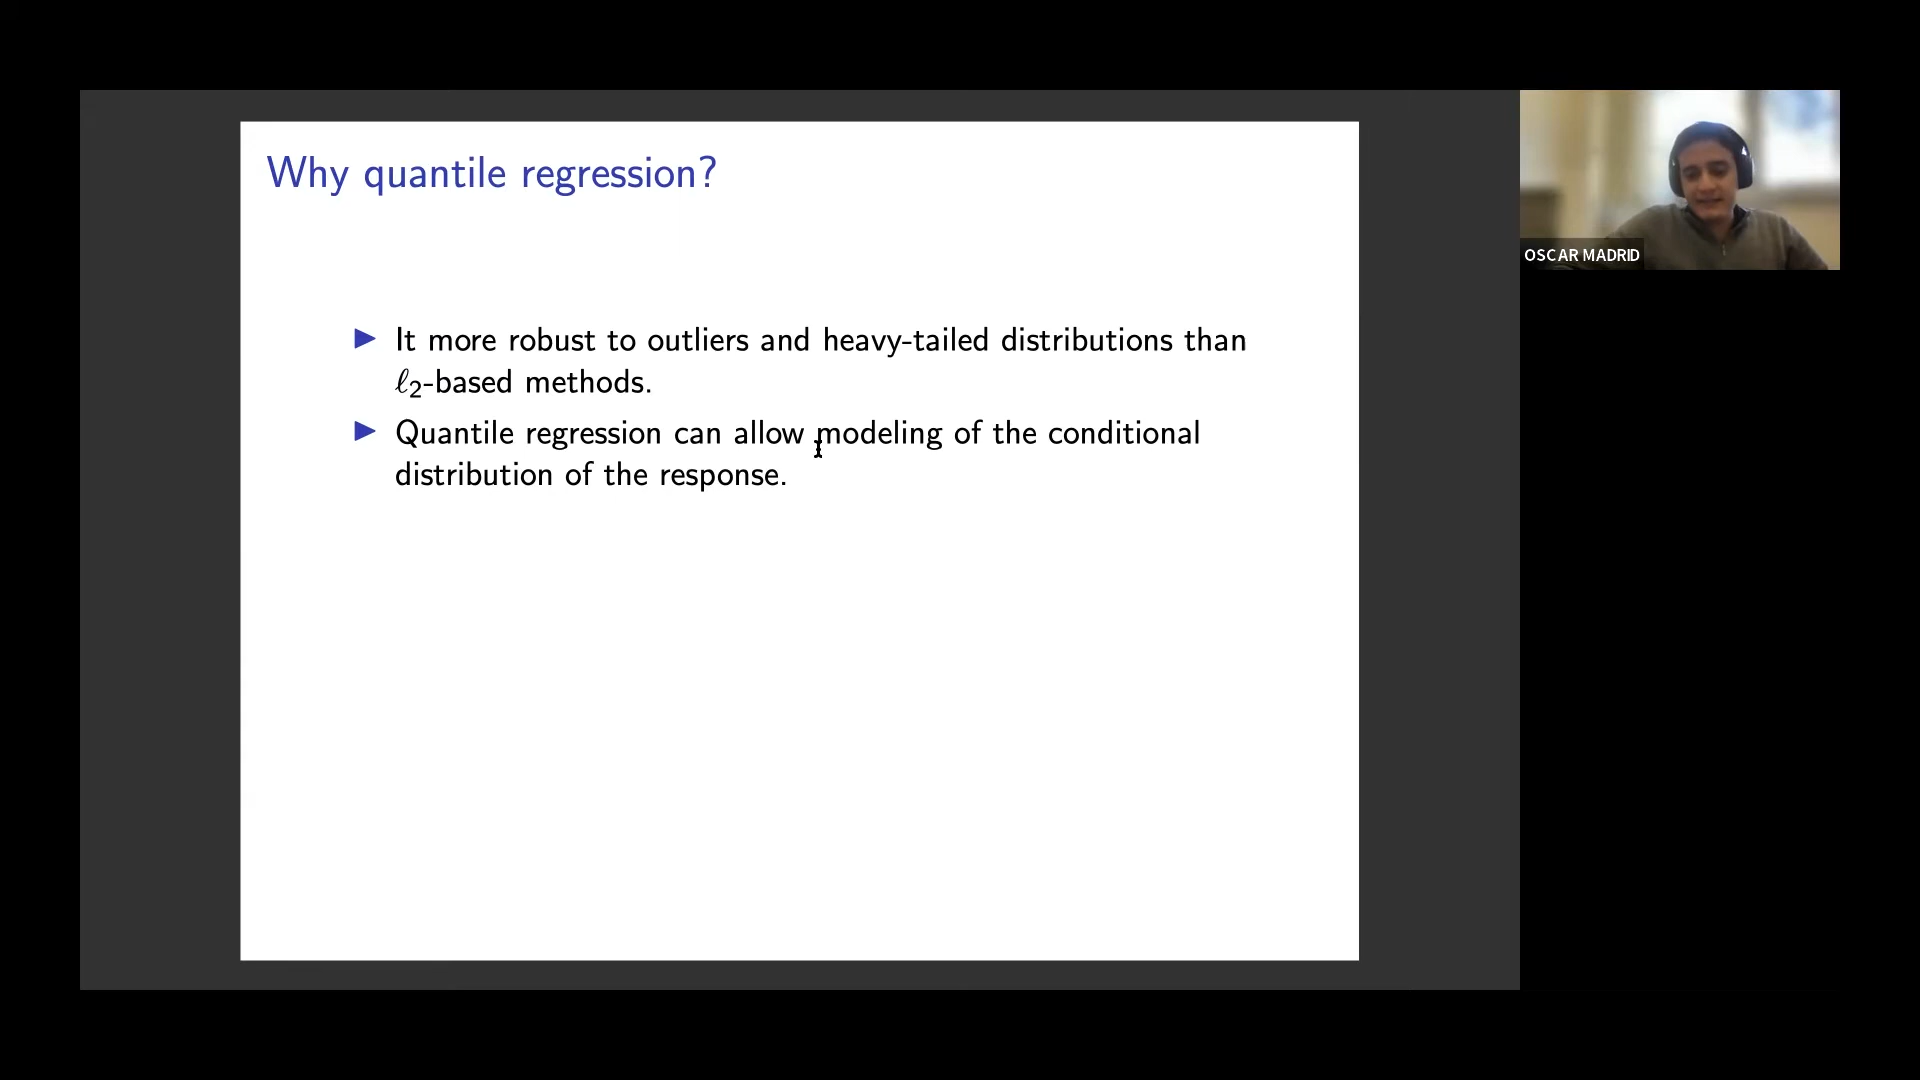 Why quantile regression?
It more robust to outliers and heavy-tailed distributions than
ℓ₂-based methods.
Quantile regression can allow modeling of the conditional
distribution of the response.
OSCAR MADRID